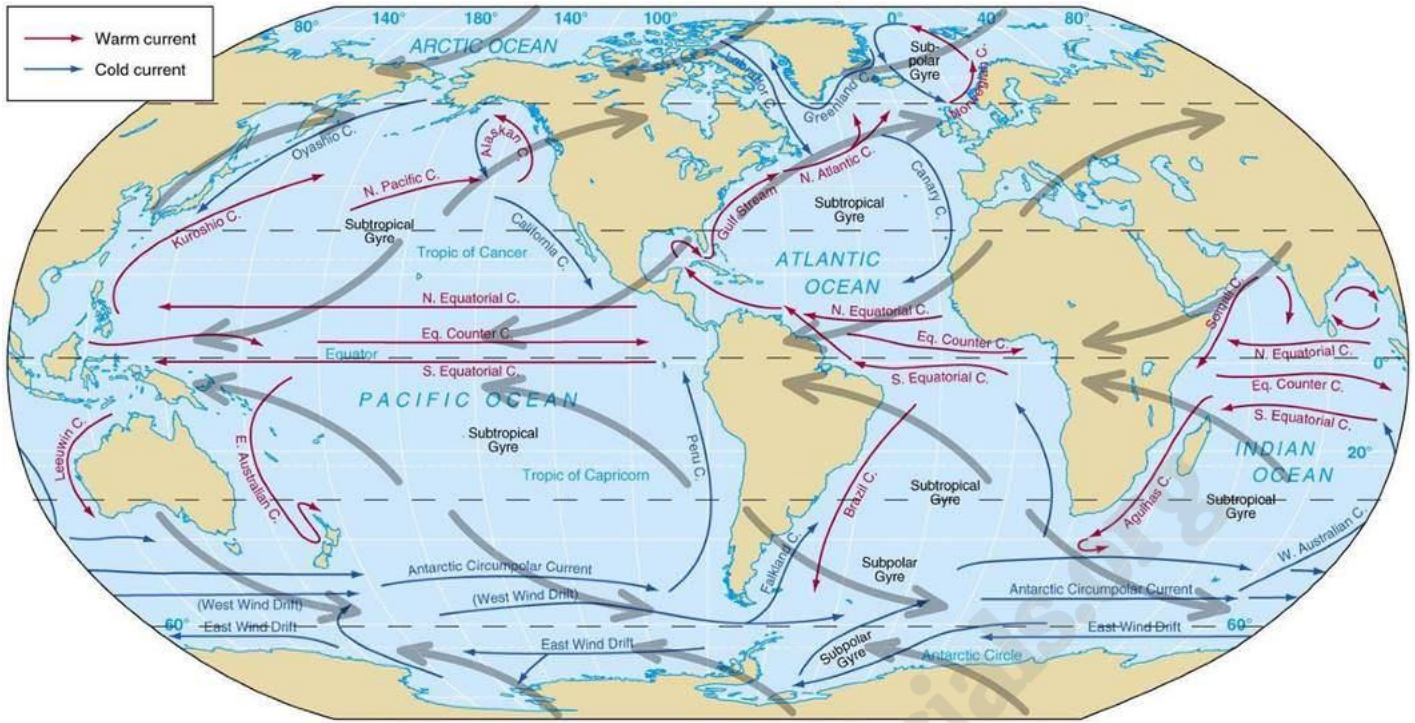 80°
120°
140°
180°
140°
100°
40°
0°
40°
80°
Warm current
Cold current
ARCTIC OCEAN
80°
Labrador C.
Greenland C.
Sub-
polar
Gyre
Norwegian C.
Oyashio C.
Alaskan C.
N. Pacific C.
N. Atlantic C.
Gulf Stream
Canary C.
Kuroshio C.
Subtropical
Gyre
California C.
Subtropical
Gyre
Tropic of Cancer
ATLANTIC
OCEAN
N. Equatorial C.
N. Equatorial C.
Somali C.
Eq. Counter C.
Eq. Counter C.
N. Equatorial C.
0°
Equator
S. Equatorial C.
S. Equatorial C.
Eq. Counter C.
PACIFIC OCEAN
S. Equatorial C.
Leeuwin C.
E. Australian C.
Subtropical
Gyre
Peru C.
INDIAN
OCEAN
20°
Tropic of Capricorn
Brazil C.
Subtropical
Gyre
Agulhas C.
Subtropical
Gyre
W. Australian C.
Falkland C.
Subpolar
Gyre
Antarctic Circumpolar Current
(West Wind Drift)
(West Wind Drift)
Antarctic Circumpolar Current
60°
East Wind Drift
East Wind Drift
East Wind Drift
60°
Subpolar
Gyre
Antarctic Circle